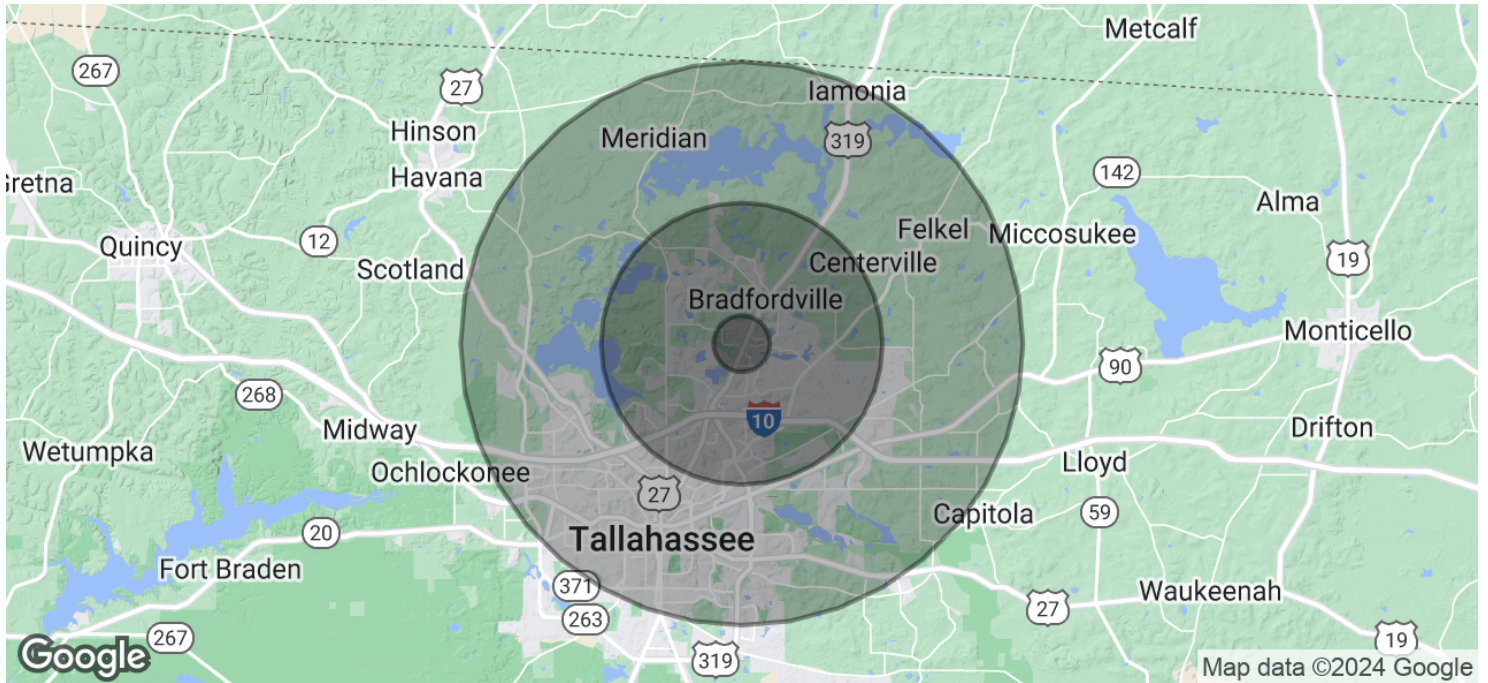 Metcalf
267
27
Iamonia
Hinson
Meridian
319
Havana
142
Gretna
Alma
Quincy
12
Felkel
Miccosukee
19
Scotland
Centerville
Bradfordville
Monticello
90
268
10
Midway
Drifton
Wetumpka
Lloyd
Ochlockonee
27
Capitola
59
20
Tallahassee
Fort Braden
371
Waukeenah
27
263
267
19
Google
319
Map data ©2024 Google